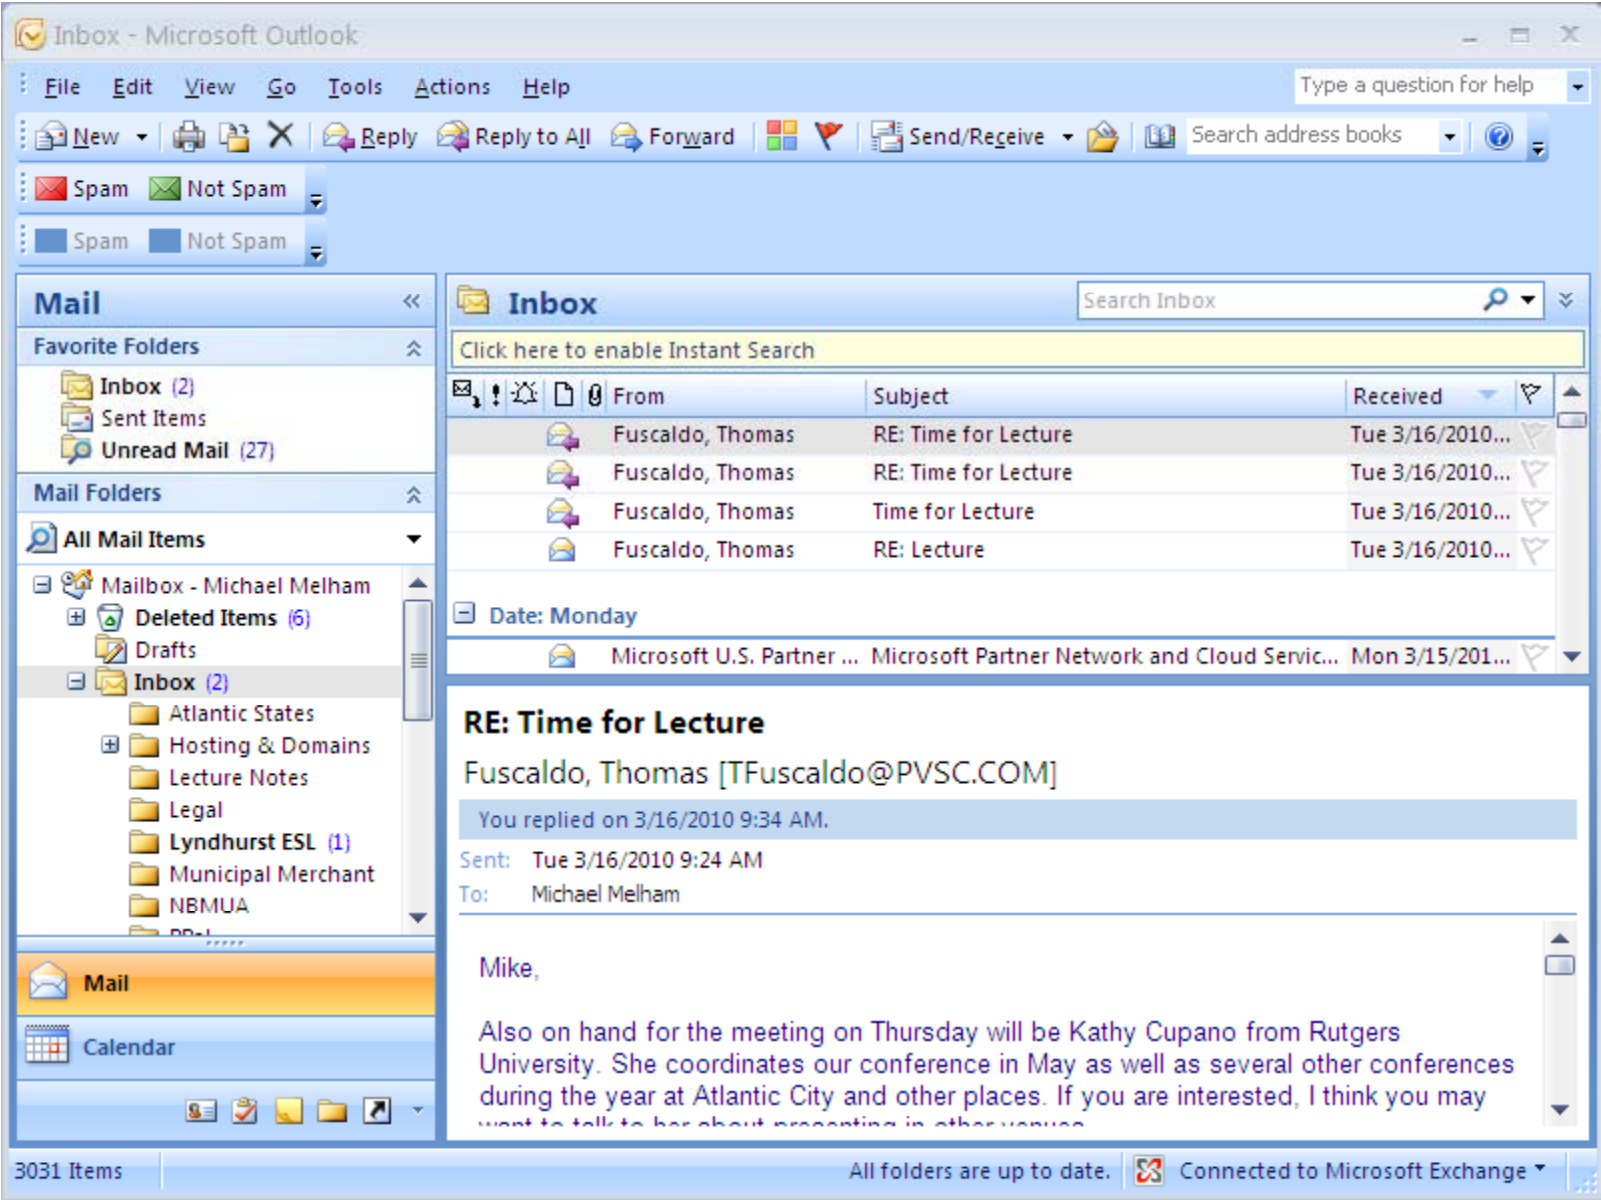 Inbox - Microsoft Outlook
File Edit View Go Tools Actions Help Type a question for help
New Reply Reply to All Forward Send/Receive Search address books
Spam Not Spam
Spam Not Spam
Mail
Favorite Folders
Inbox (2)
Sent Items
Unread Mail (27)
Mail Folders
All Mail Items
Mailbox - Michael Melham
Deleted Items (6)
Drafts
Inbox (2)
Atlantic States
Hosting & Domains
Lecture Notes
Legal
Lyndhurst ESL (1)
Municipal Merchant
NBMUA
Mail
Calendar
Inbox Search Inbox
Click here to enable Instant Search
From Subject Received
Fuscaldo, Thomas RE: Time for Lecture Tue 3/16/2010...
Fuscaldo, Thomas RE: Time for Lecture Tue 3/16/2010...
Fuscaldo, Thomas Time for Lecture Tue 3/16/2010...
Fuscaldo, Thomas RE: Lecture Tue 3/16/2010...
Date: Monday
Microsoft U.S. Partner ... Microsoft Partner Network and Cloud Servic... Mon 3/15/201...
RE: Time for Lecture
Fuscaldo, Thomas [TFuscaldo@PVSC.COM]
You replied on 3/16/2010 9:34 AM.
Sent: Tue 3/16/2010 9:24 AM
To: Michael Melham
Mike,
Also on hand for the meeting on Thursday will be Kathy Cupano from Rutgers
University. She coordinates our conference in May as well as several other conferences
during the year at Atlantic City and other places. If you are interested, I think you may
want to talk to her about presenting in other venues
3031 Items All folders are up to date. Connected to Microsoft Exchange